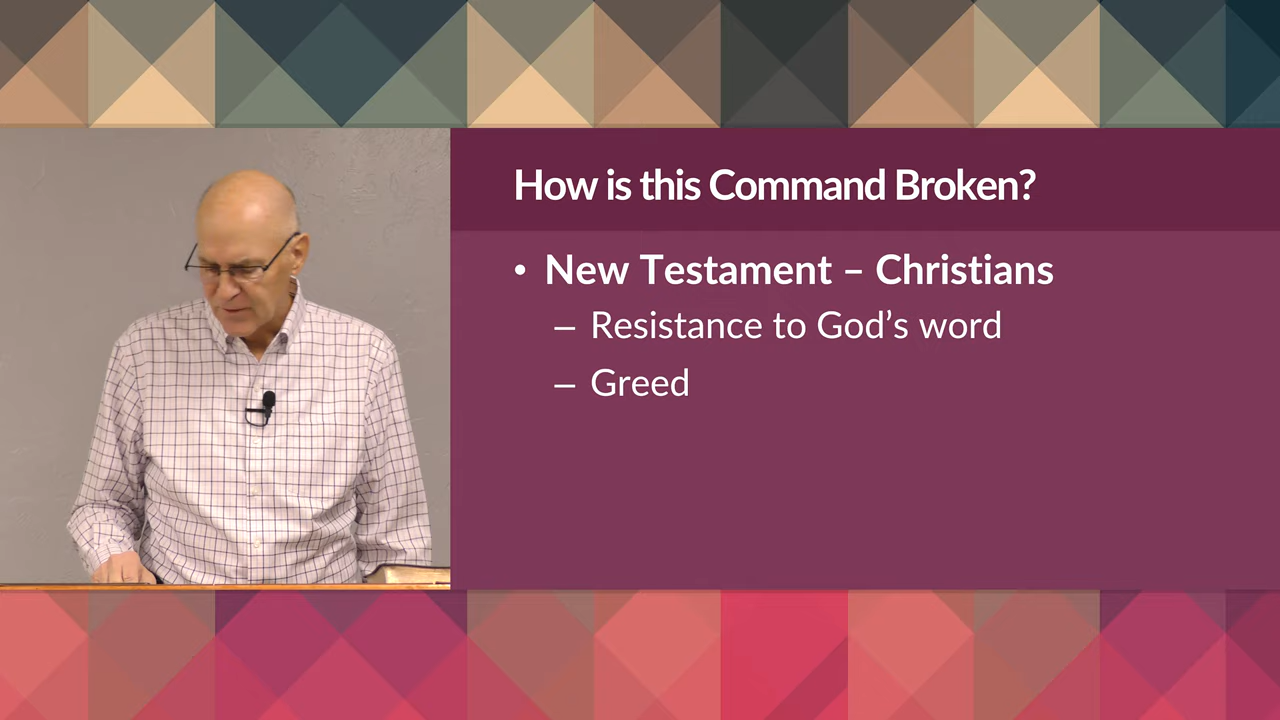 How is this Command Broken?
• New Testament – Christians
– Resistance to God’s word
– Greed